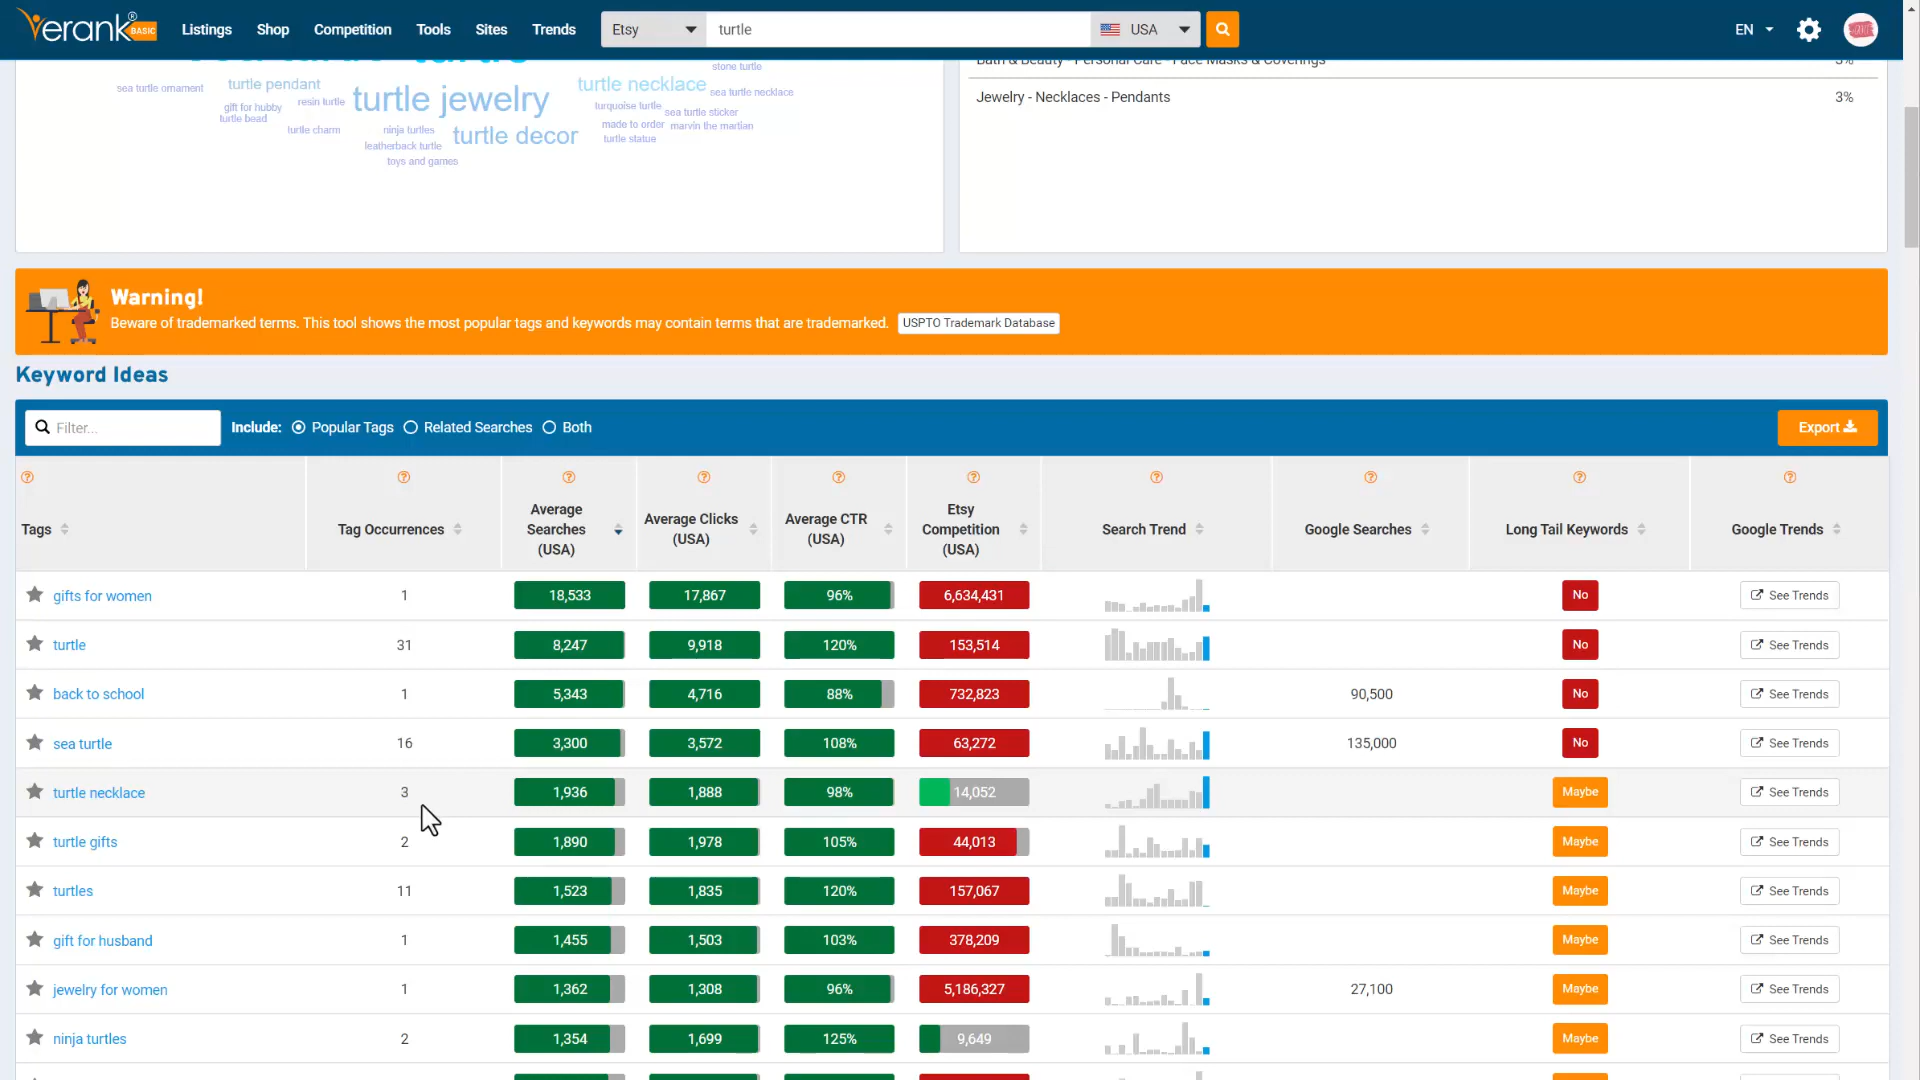 erank® BASIC
Listings Shop Competition Tools Sites Trends Etsy turtle USA EN
stone turtle
sea turtle ornament turtle pendant turtle necklace sea turtle necklace
gift for hubby resin turtle turtle jewelry turquoise turtle sea turtle sticker
turtle bead
turtle charm ninja turtles turtle decor made to order marvin the martian
leatherback turtle turtle statue
toys and games
Bath & Beauty - Personal Care - Face Masks & Coverings 3%
Jewelry - Necklaces - Pendants 3%
Warning!
Beware of trademarked terms. This tool shows the most popular tags and keywords may contain terms that are trademarked. USPTO Trademark Database
Keyword Ideas
Filter... Include: Popular Tags Related Searches Both Export
Tags Tag Occurrences Average Searches (USA) Average Clicks (USA) Average CTR (USA) Etsy Competition (USA) Search Trend Google Searches Long Tail Keywords Google Trends
gifts for women 1 18,533 17,867 96% 6,634,431 No See Trends
turtle 31 8,247 9,918 120% 153,514 No See Trends
back to school 1 5,343 4,716 88% 732,823 90,500 No See Trends
sea turtle 16 3,300 3,572 108% 63,272 135,000 No See Trends
turtle necklace 3 1,936 1,888 98% 14,052 Maybe See Trends
turtle gifts 2 1,890 1,978 105% 44,013 Maybe See Trends
turtles 11 1,523 1,835 120% 157,067 Maybe See Trends
gift for husband 1 1,455 1,503 103% 378,209 Maybe See Trends
jewelry for women 1 1,362 1,308 96% 5,186,327 27,100 Maybe See Trends
ninja turtles 2 1,354 1,699 125% 9,649 Maybe See Trends